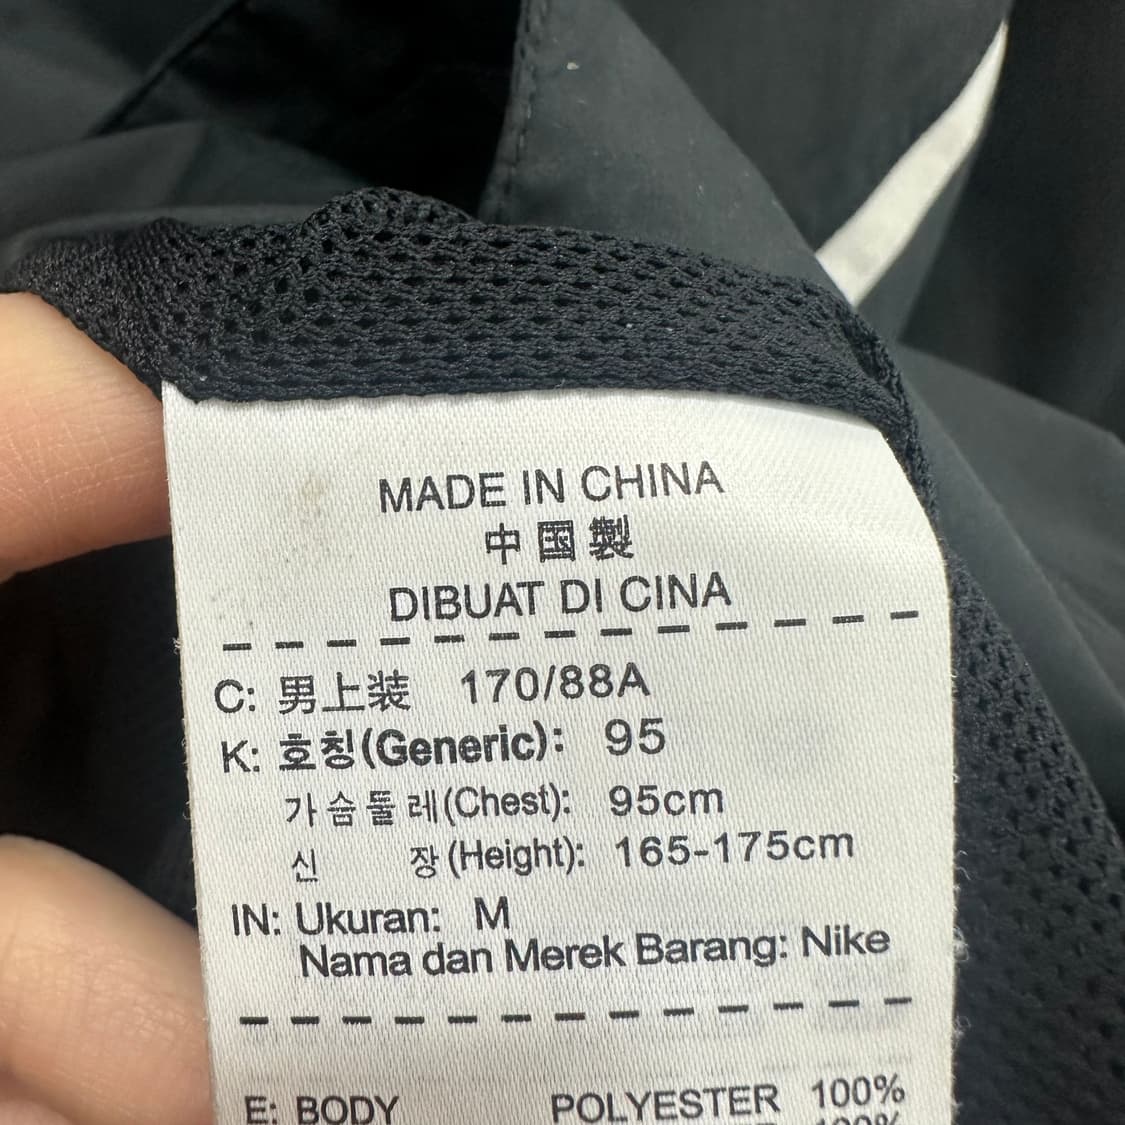 MADE IN CHINA
中国製
DIBUAT DI CINA
C: 男上装 170/88A
K: 호칭(Generic): 95
가슴둘레(Chest): 95cm
신 장(Height): 165-175cm
IN: Ukuran: M
Nama dan Merek Barang: Nike
E: BODY POLYESTER 100%
100%